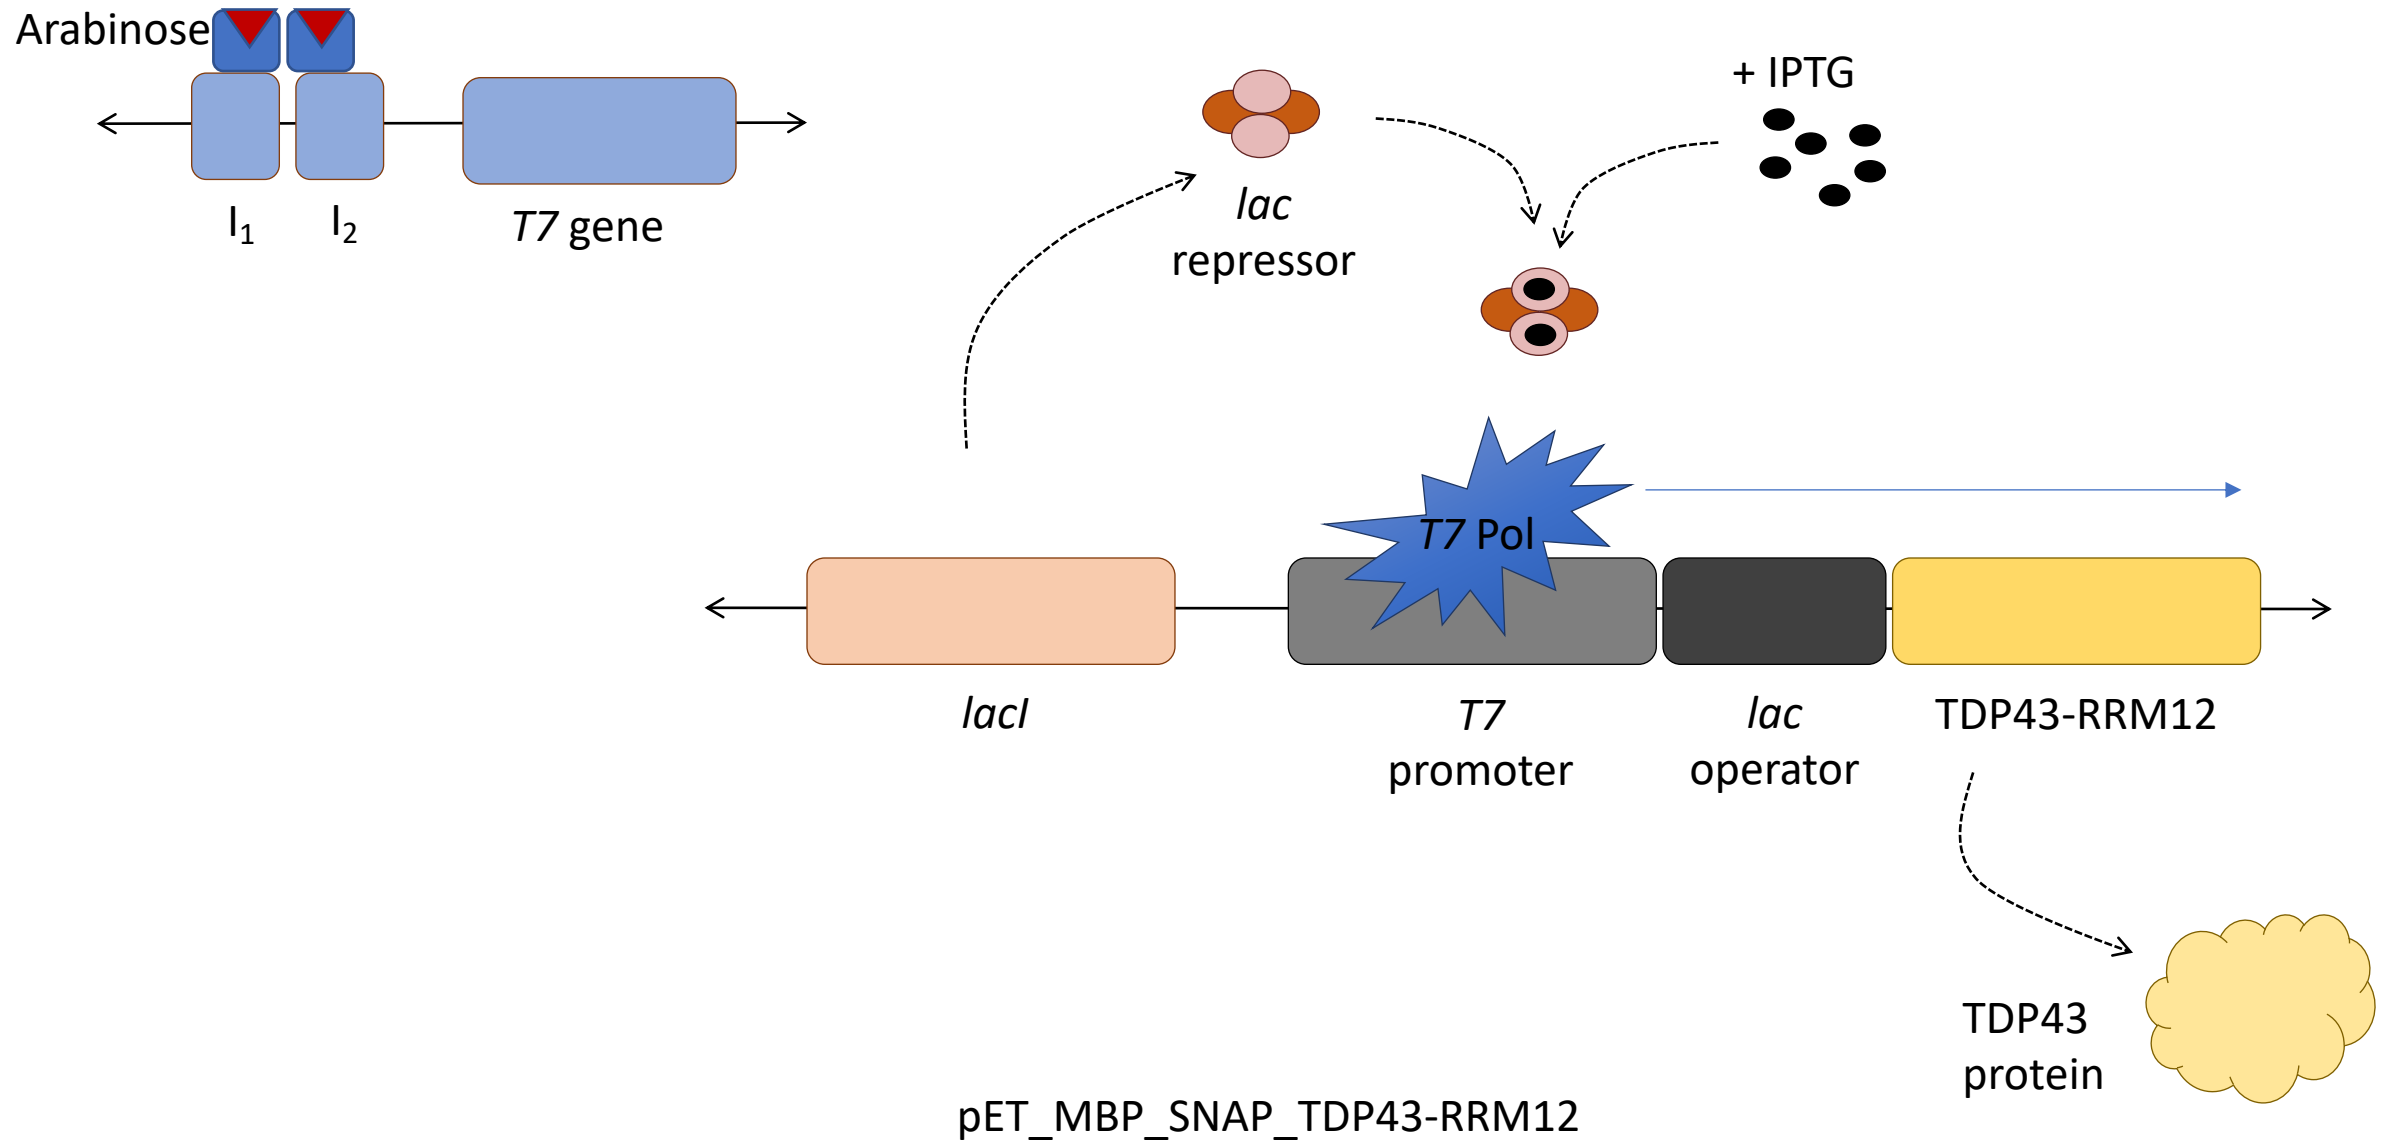 Arabinose
+ IPTG
I₁
I₂
T7 gene
lac
repressor
T7 Pol
lacI
T7
promoter
lac
operator
TDP43-RRM12
TDP43
protein
pET_MBP_SNAP_TDP43-RRM12